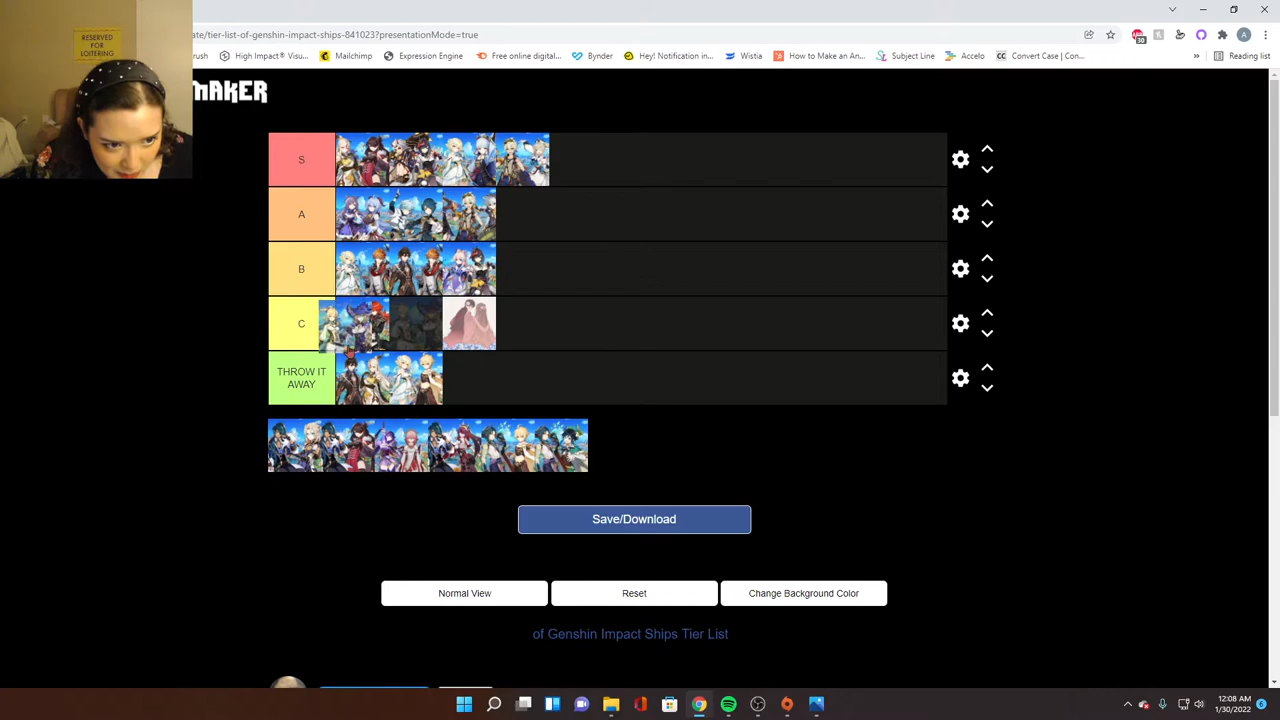 RESERVED
FOR
LOITERING
ate/tier-list-of-genshin-impact-ships-841023?presentationMode=true
rush
High Impact® Visu...
Mailchimp
Expression Engine
Free online digital...
Bynder
Hey! Notification in...
Wistia
How to Make an An...
Subject Line
Accelo
CC Convert Case | Con...
»
Reading list
MAKER
S
A
B
C
THROW IT
AWAY
Save/Download
Normal View
Reset
Change Background Color
of Genshin Impact Ships Tier List
12:08 AM
1/30/2022